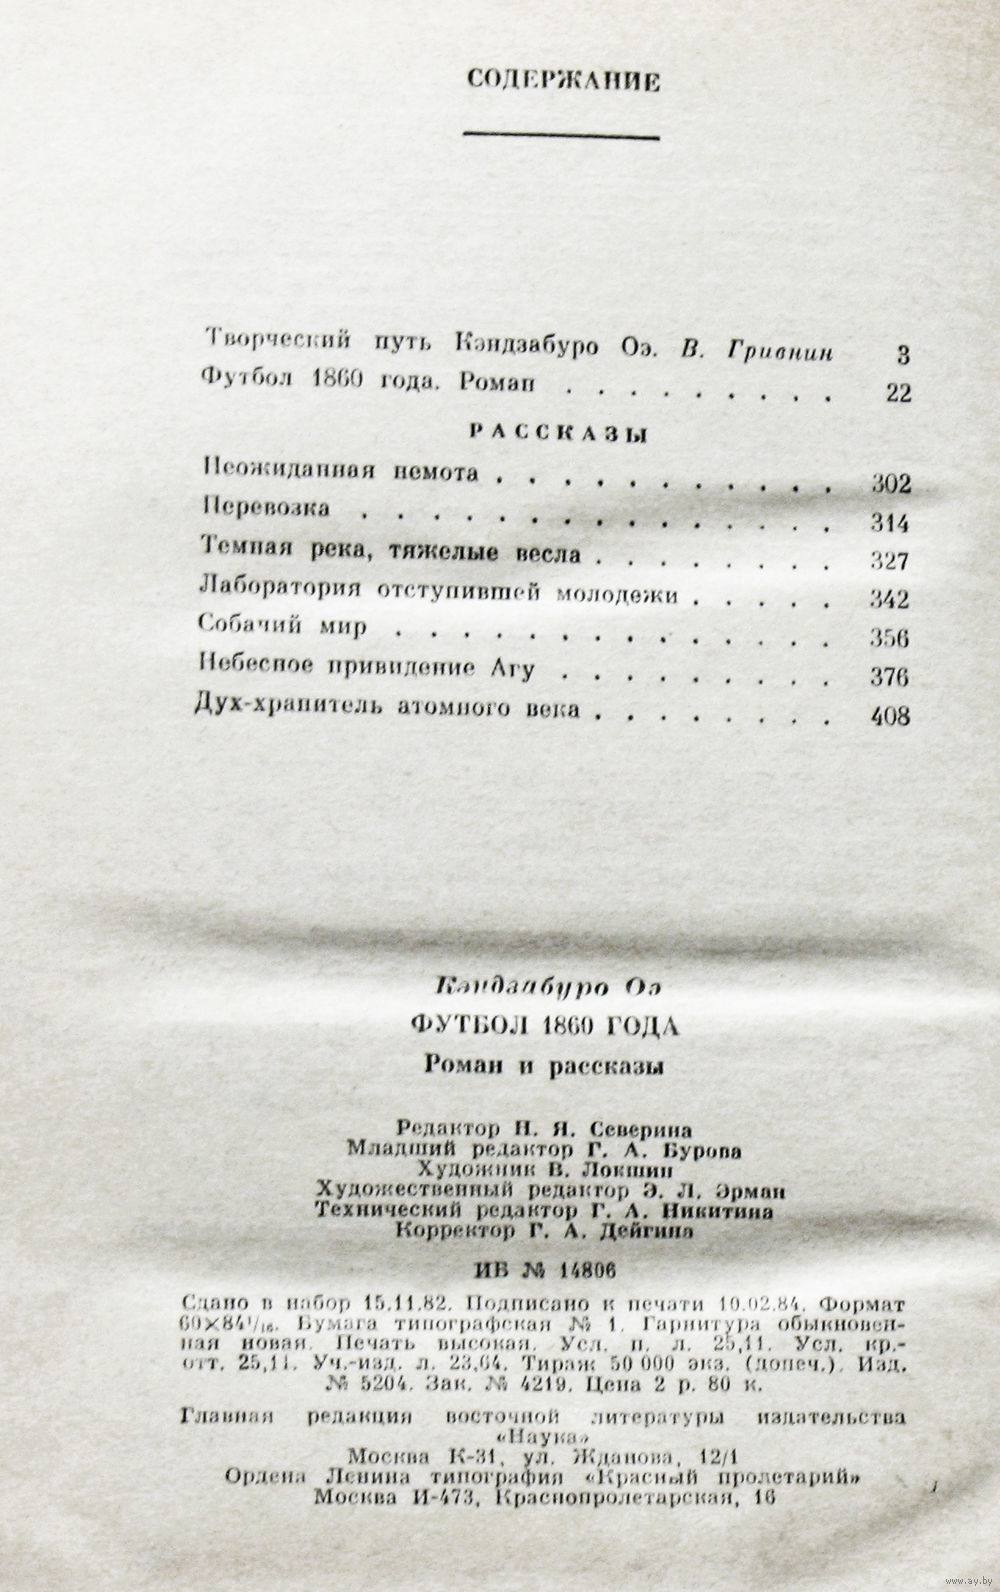 СОДЕРЖАНИЕ
Творческий путь Кэндзабуро Оэ. В. Гривнин 3
Футбол 1860 года. Роман . . . . . . . . . 22
РАССКАЗЫ
Неожиданная немота . . . . . . . . . . . 302
Перевозка . . . . . . . . . . . . . . . 314
Темная река, тяжелые весла . . . . . . . . 327
Лаборатория отступившей молодежи . . . . . 342
Собачий мир . . . . . . . . . . . . . . 356
Небесное привидение Агу . . . . . . . . . 376
Дух-хранитель атомного века . . . . . . . . 408
Кэндзабуро Оэ
ФУТБОЛ 1860 ГОДА
Роман и рассказы
Редактор Н. Я. Северина
Младший редактор Г. А. Бурова
Художник В. Локшин
Художественный редактор Э. Л. Эрман
Технический редактор Г. А. Никитина
Корректор Г. А. Дейгина
ИБ № 14806
Сдано в набор 15.11.82. Подписано к печати 10.02.84. Формат
60×84¹/₁₆. Бумага типографская № 1. Гарнитура обыкновен-
ная новая. Печать высокая. Усл. п. л. 25,11. Усл. кр.-
отт. 25,11. Уч.-изд. л. 23,64. Тираж 50 000 экз. (допеч.). Изд.
№ 5204. Зак. № 4219. Цена 2 р. 80 к.
Главная редакция восточной литературы издательства
«Наука»
Москва К-31, ул. Жданова, 12/1
Ордена Ленина типография «Красный пролетарий»
Москва И-473, Краснопролетарская, 16
www.ay.by